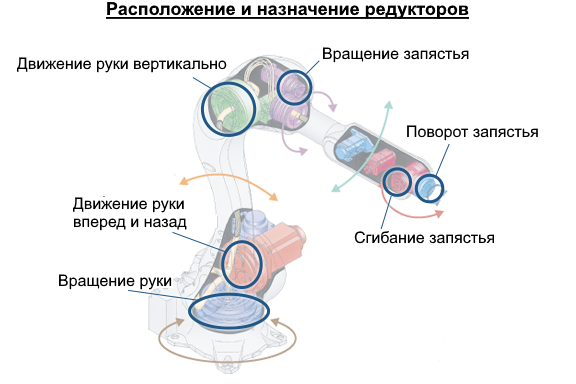 Расположение и назначение редукторов
Вращение запястья
Движение руки вертикально
Поворот запястья
Движение руки
вперед и назад
Сгибание запястья
Вращение руки